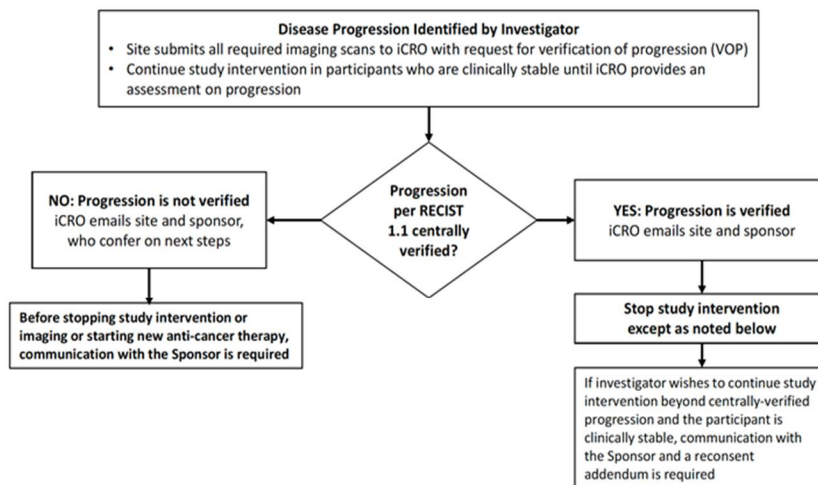 Disease Progression Identified by Investigator
• Site submits all required imaging scans to iCRO with request for verification of progression (VOP)
• Continue study intervention in participants who are clinically stable until iCRO provides an
assessment on progression
Progression
per RECIST
1.1 centrally
verified?
NO: Progression is not verified
iCRO emails site and sponsor,
who confer on next steps
Before stopping study intervention or
imaging or starting new anti-cancer therapy,
communication with the Sponsor is required
YES: Progression is verified
iCRO emails site and sponsor
Stop study intervention
except as noted below
If investigator wishes to continue study
intervention beyond centrally-verified
progression and the participant is
clinically stable, communication with
the Sponsor and a reconsent
addendum is required